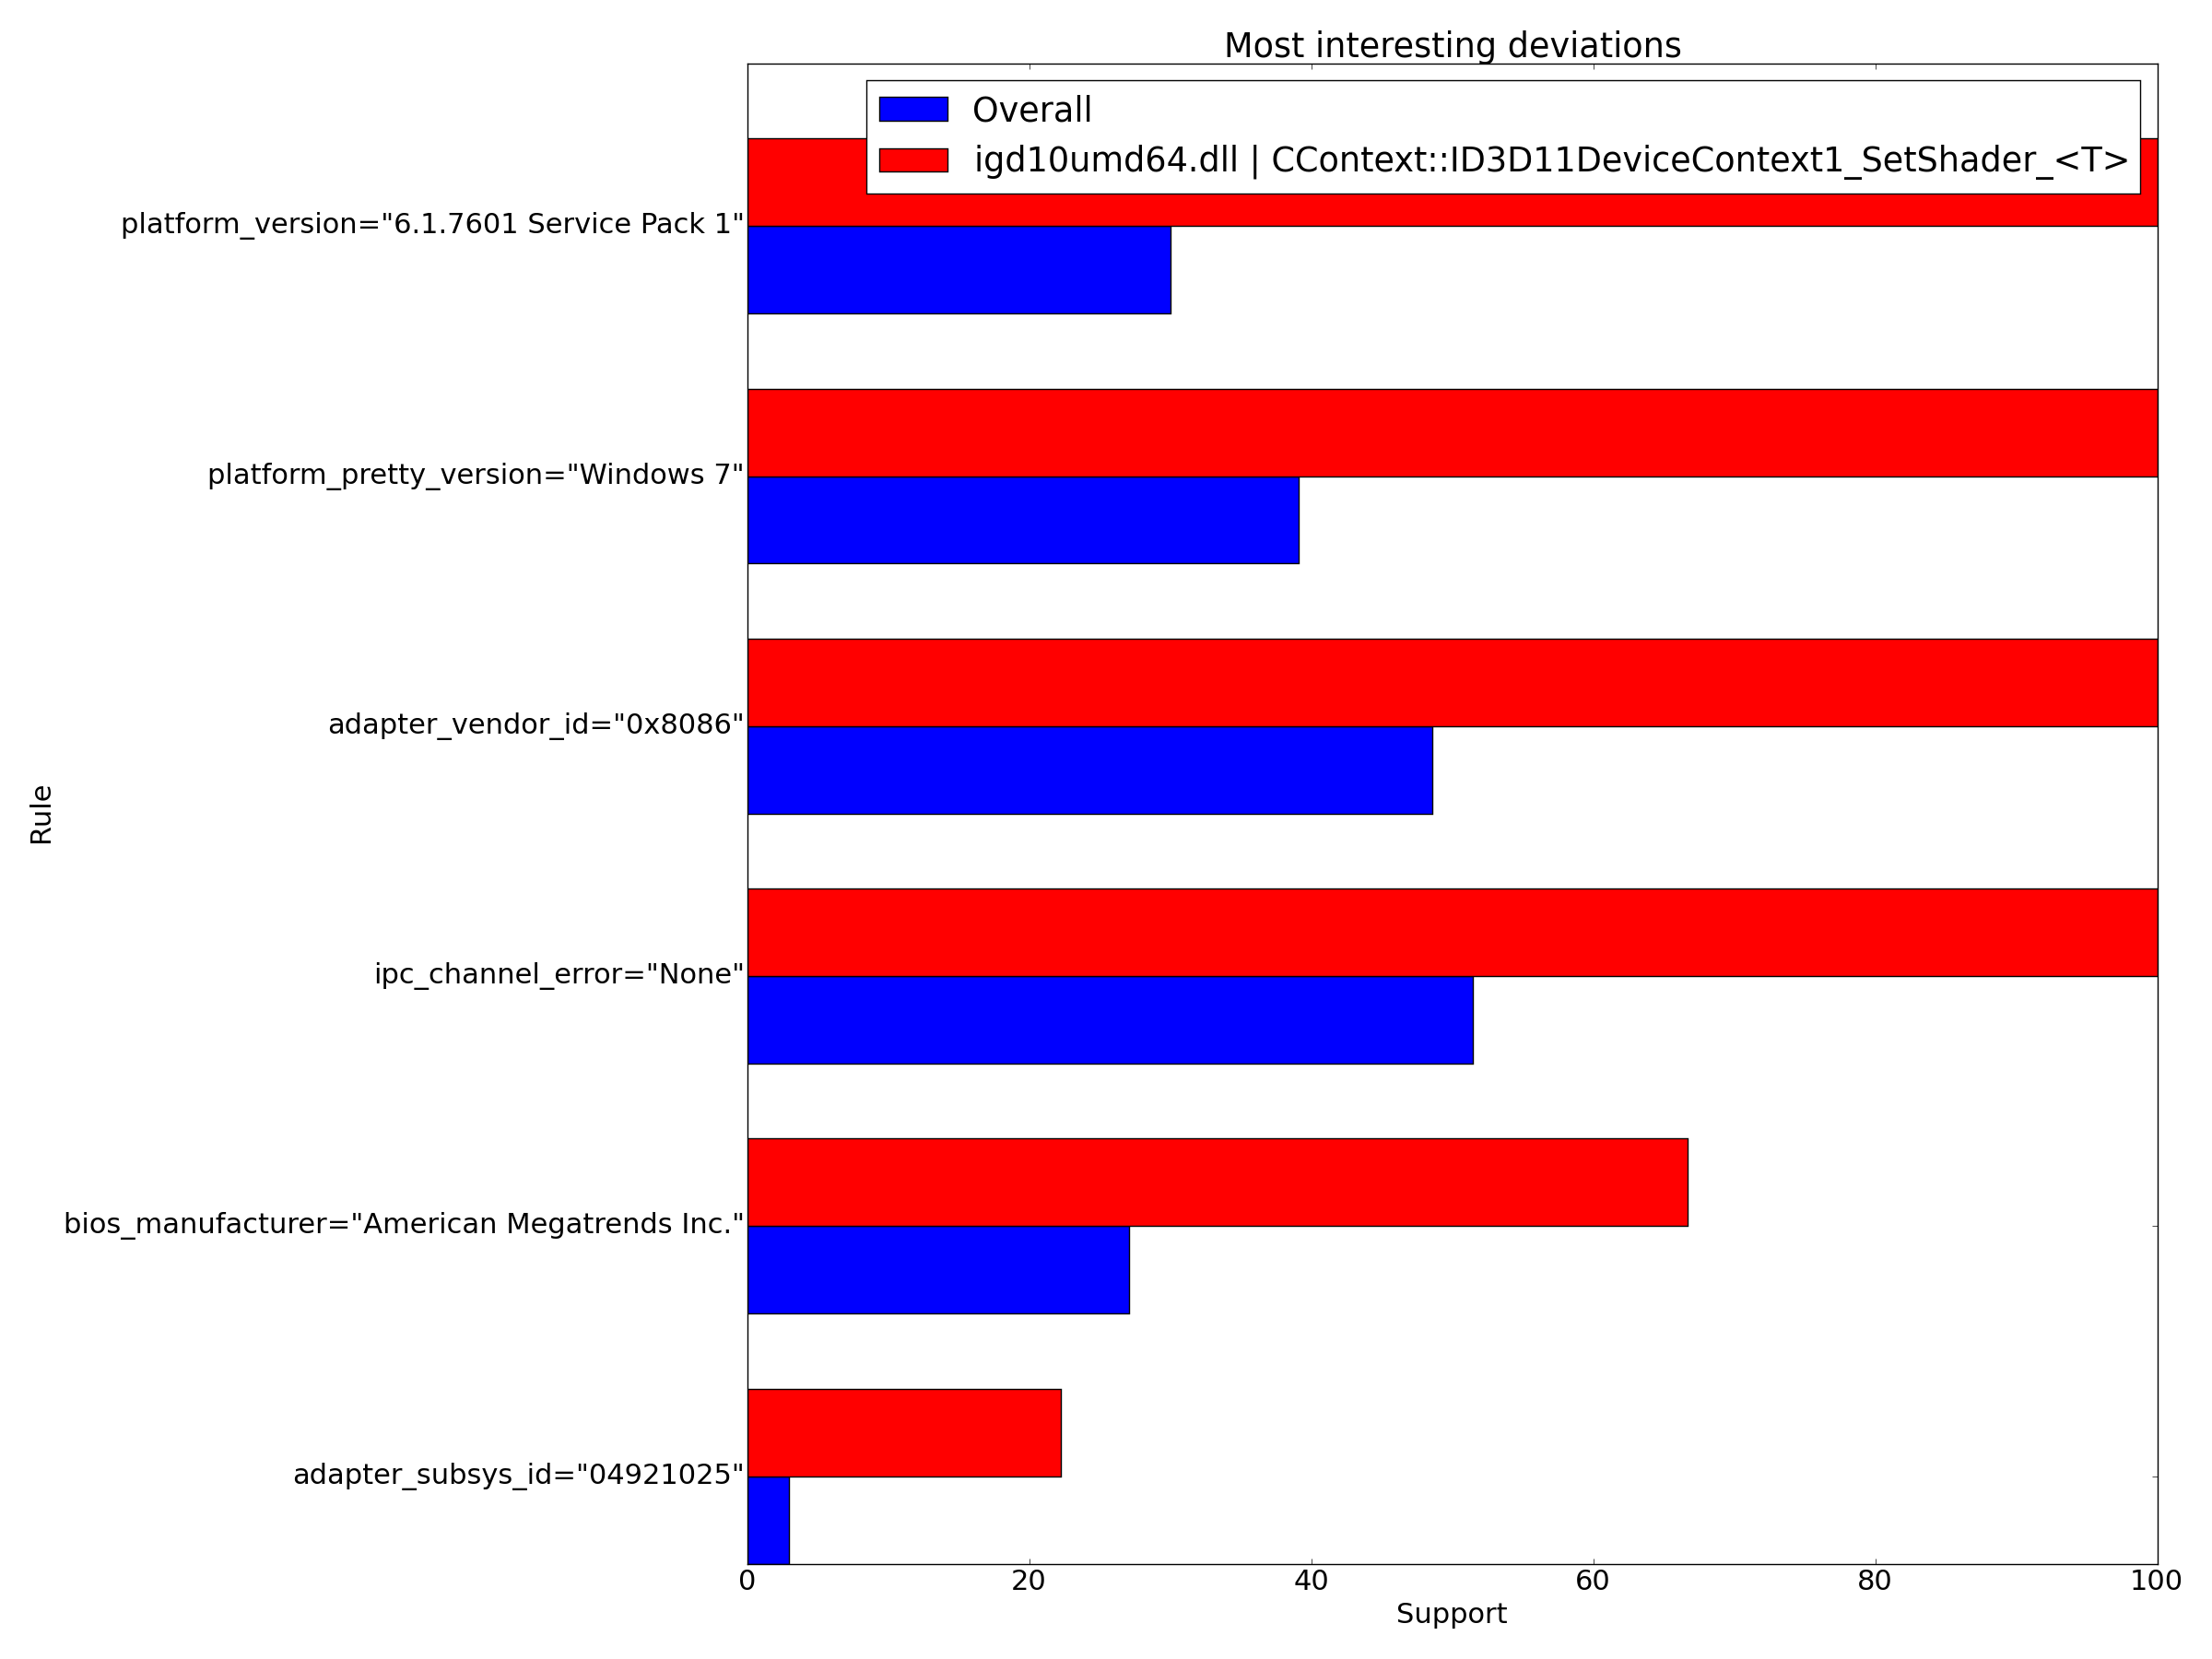 Most interesting deviations
Overall
igd10umd64.dll | CContext::ID3D11DeviceContext1_SetShader_<T>
platform_version="6.1.7601 Service Pack 1"
platform_pretty_version="Windows 7"
adapter_vendor_id="0x8086"
Rule
ipc_channel_error="None"
bios_manufacturer="American Megatrends Inc."
adapter_subsys_id="04921025"
0 20 40 60 80 100
Support